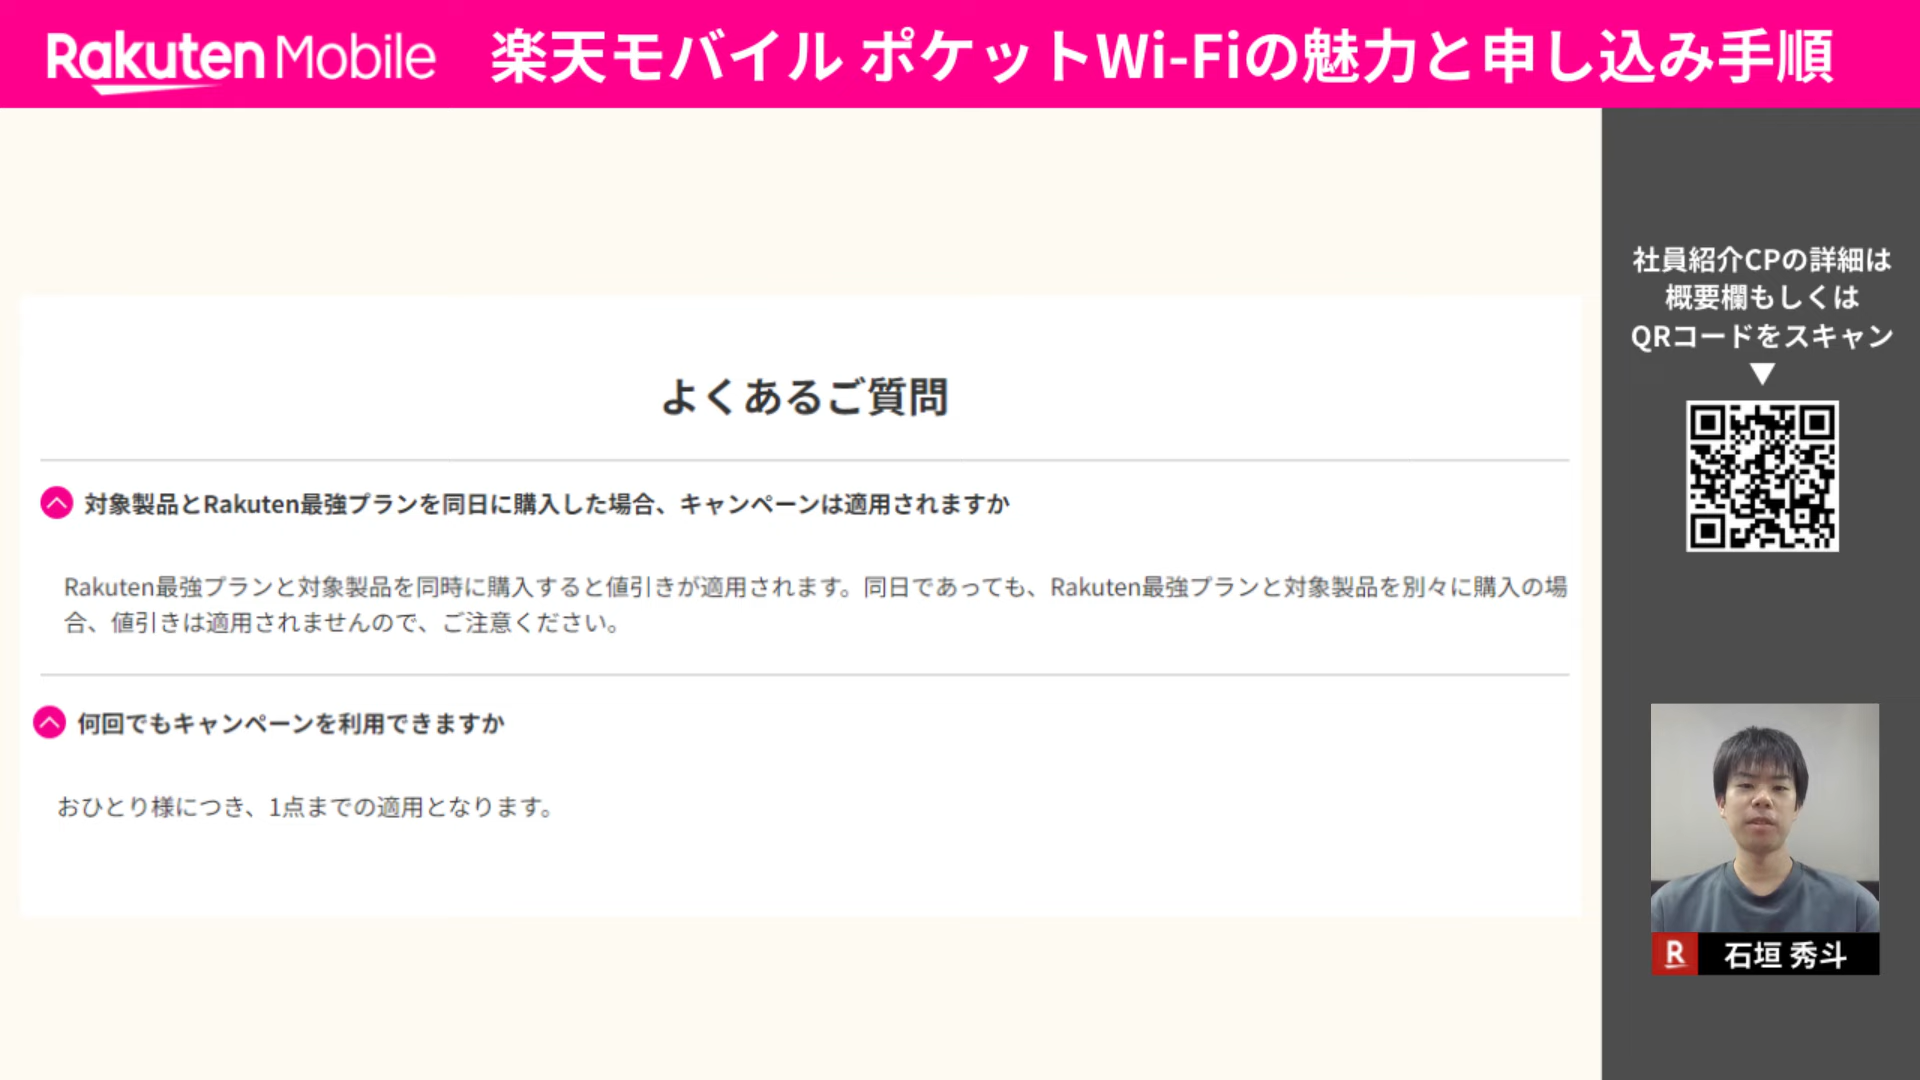 Rakuten Mobile 楽天モバイル ポケットWi-Fiの魅力と申し込み手順
社員紹介CPの詳細は
概要欄もしくは
QRコードをスキャン
▼
よくあるご質問
対象製品とRakuten最強プランを同日に購入した場合、キャンペーンは適用されますか
Rakuten最強プランと対象製品を同時に購入すると値引きが適用されます。同日であっても、Rakuten最強プランと対象製品を別々に購入の場
合、値引きは適用されませんので、ご注意ください。
何回でもキャンペーンを利用できますか
おひとり様につき、1点までの適用となります。
R 石垣 秀斗